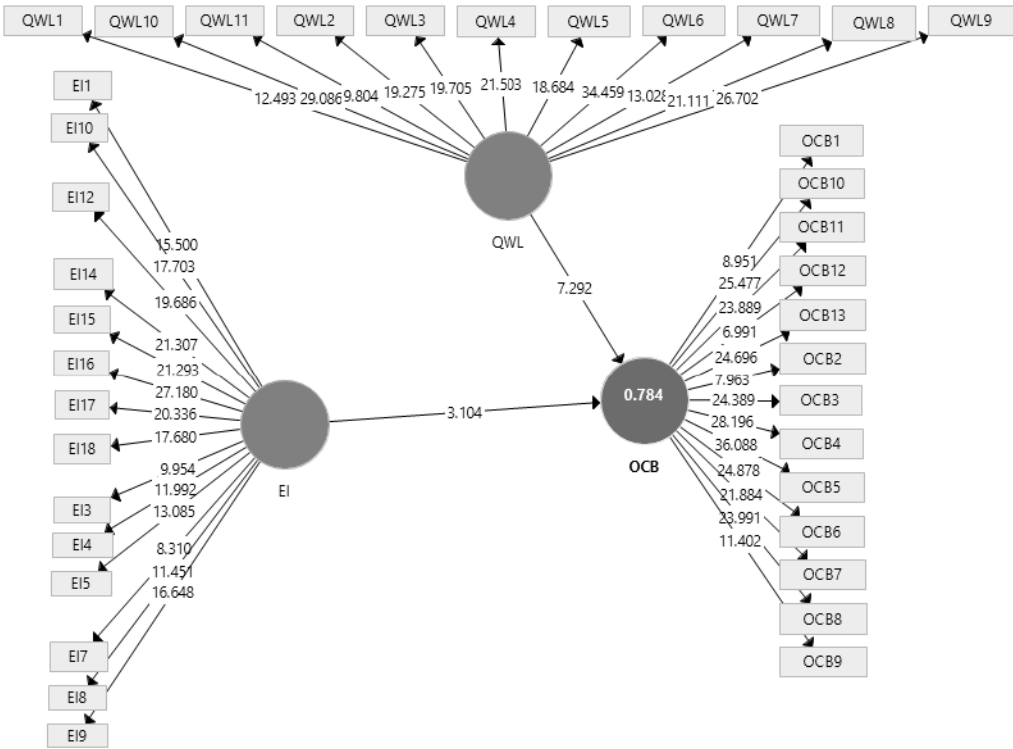 QWL1 QWL10 QWL11 QWL2 QWL3 QWL4 QWL5 QWL6 QWL7 QWL8 QWL9
12.493 29.086 9.804 19.275 19.705 21.503 18.684 34.459 13.028 21.111 26.702
EI1
EI10
EI12
EI14
EI15
EI16
EI17
EI18
EI3
EI4
EI5
EI7
EI8
EI9
15.500
17.703
19.686
21.307
21.293
27.180
20.336
17.680
9.954
11.992
13.085
8.310
11.451
16.648
EI
QWL
7.292
3.104
0.784
OCB
8.951
25.477
23.889
6.991
24.696
7.963
24.389
28.196
36.088
24.878
21.884
23.991
11.402
OCB1
OCB10
OCB11
OCB12
OCB13
OCB2
OCB3
OCB4
OCB5
OCB6
OCB7
OCB8
OCB9